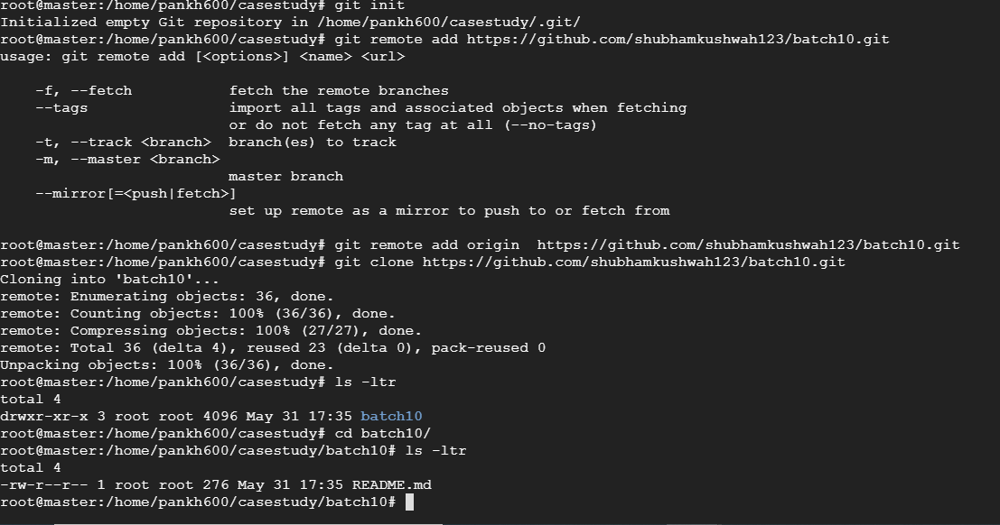 root@master:/home/pankh600/casestudy# git init
Initialized empty Git repository in /home/pankh600/casestudy/.git/
root@master:/home/pankh600/casestudy# git remote add https://github.com/shubhamkushwah123/batch10.git
usage: git remote add [<options>] <name> <url>
-f, --fetch fetch the remote branches
--tags import all tags and associated objects when fetching
or do not fetch any tag at all (--no-tags)
-t, --track <branch> branch(es) to track
-m, --master <branch>
master branch
--mirror[=<push|fetch>]
set up remote as a mirror to push to or fetch from
root@master:/home/pankh600/casestudy# git remote add origin  https://github.com/shubhamkushwah123/batch10.git
root@master:/home/pankh600/casestudy# git clone https://github.com/shubhamkushwah123/batch10.git
Cloning into 'batch10'...
remote: Enumerating objects: 36, done.
remote: Counting objects: 100% (36/36), done.
remote: Compressing objects: 100% (27/27), done.
remote: Total 36 (delta 4), reused 23 (delta 0), pack-reused 0
Unpacking objects: 100% (36/36), done.
root@master:/home/pankh600/casestudy# ls -ltr
total 4
drwxr-xr-x 3 root root 4096 May 31 17:35 batch10
root@master:/home/pankh600/casestudy# cd batch10/
root@master:/home/pankh600/casestudy/batch10# ls -ltr
total 4
-rw-r--r-- 1 root root 276 May 31 17:35 README.md
root@master:/home/pankh600/casestudy/batch10#